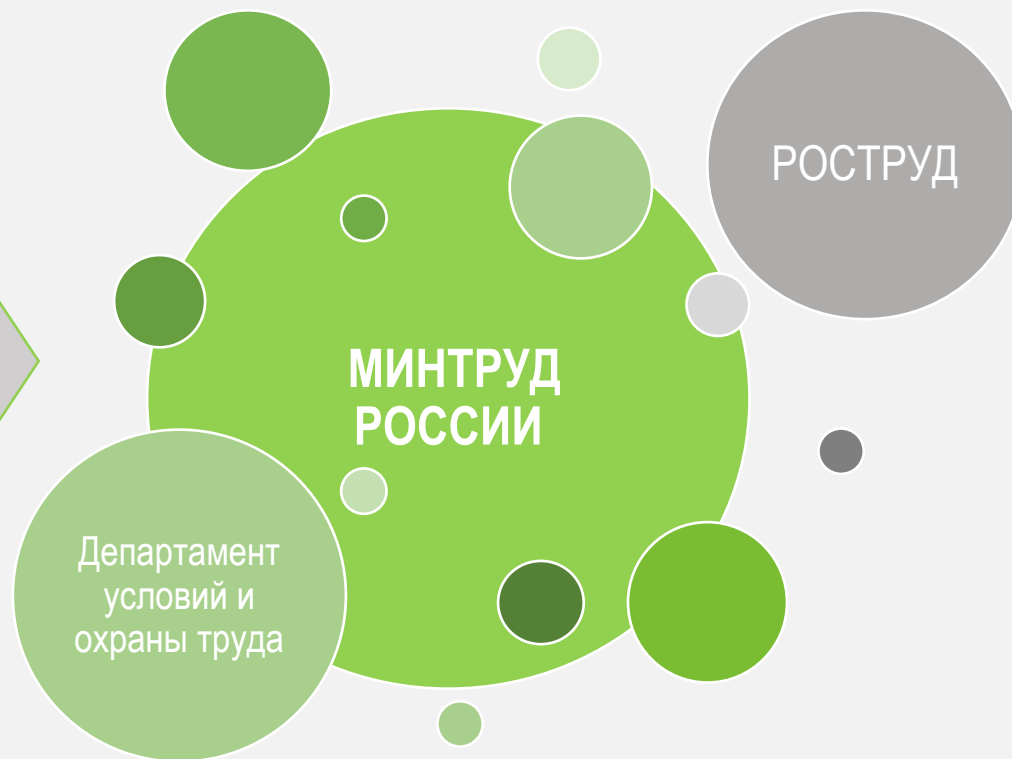 РОСТРУД
МИНТРУД
РОССИИ
Департамент
условий и
охраны труда